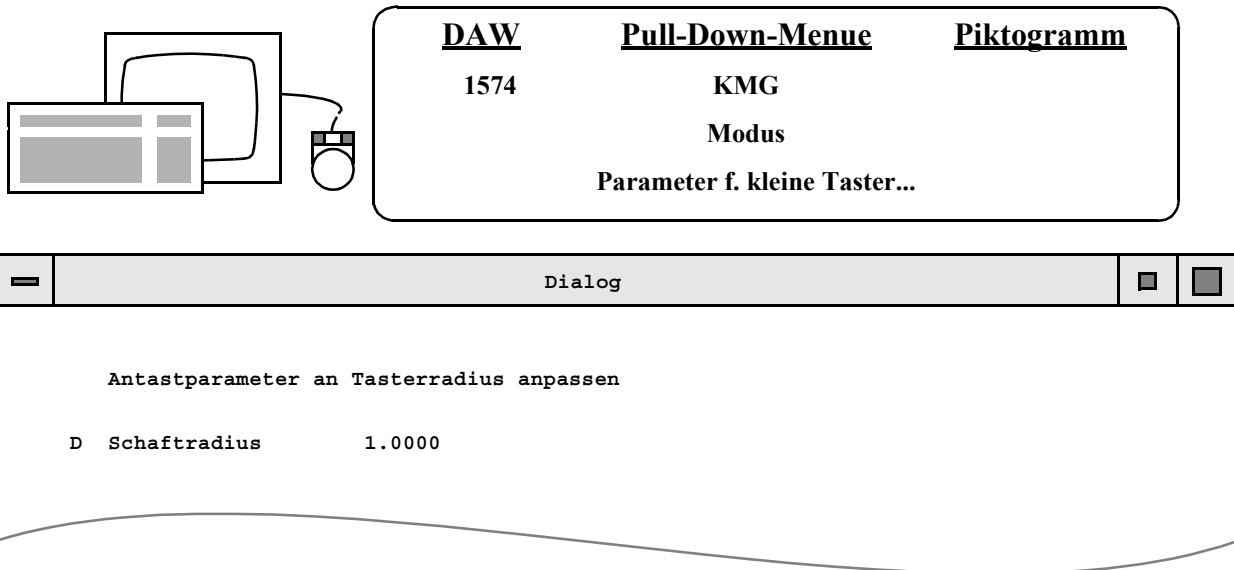 DAW Pull-Down-Menue Piktogramm
1574 KMG
Modus
Parameter f. kleine Taster...
Dialog
Antastparameter an Tasterradius anpassen
D Schaftradius 1.0000